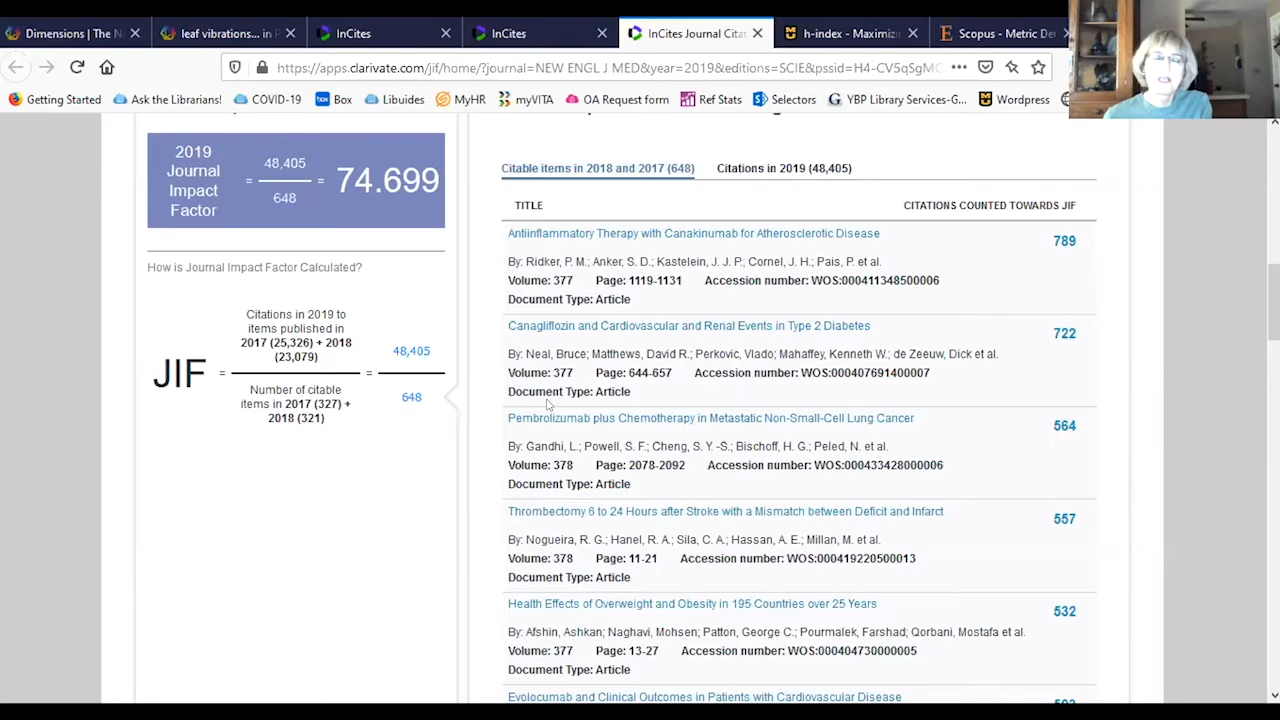 Dimensions | The N
leaf vibrations... in P
InCites
InCites
InCites Journal Cita
h-index - Maximizi
Scopus - Metric De
https://apps.clarivate.com/jif/home/?journal=NEW ENGL J MED&year=2019&editions=SCIE&pssid=H4-CV5qSgMC
Getting Started
Ask the Librarians!
COVID-19
Box
Libuides
MyHR
myVITA
OA Request form
Ref Stats
Selectors
YBP Library Services-G...
Wordpress
2019
Journal
Impact
Factor
= 48,405
648
= 74.699
How is Journal Impact Factor Calculated?
JIF =
Citations in 2019 to
items published in
2017 (25,326) + 2018
(23,079)
Number of citable
items in 2017 (327) +
2018 (321)
= 48,405
648
Citable items in 2018 and 2017 (648)
Citations in 2019 (48,405)
TITLE
CITATIONS COUNTED TOWARDS JIF
Antiinflammatory Therapy with Canakinumab for Atherosclerotic Disease
789
By: Ridker, P. M.; Anker, S. D.; Kastelein, J. J. P.; Cornel, J. H.; Pais, P. et al.
Volume: 377 Page: 1119-1131 Accession number: WOS:000411348500006
Document Type: Article
Canagliflozin and Cardiovascular and Renal Events in Type 2 Diabetes
722
By: Neal, Bruce; Matthews, David R.; Perkovic, Vlado; Mahaffey, Kenneth W.; de Zeeuw, Dick et al.
Volume: 377 Page: 644-657 Accession number: WOS:000407691400007
Document Type: Article
Pembrolizumab plus Chemotherapy in Metastatic Non-Small-Cell Lung Cancer
564
By: Gandhi, L.; Powell, S. F.; Cheng, S. Y. -S.; Bischoff, H. G.; Peled, N. et al.
Volume: 378 Page: 2078-2092 Accession number: WOS:000433428000006
Document Type: Article
Thrombectomy 6 to 24 Hours after Stroke with a Mismatch between Deficit and Infarct
557
By: Nogueira, R. G.; Hanel, R. A.; Sila, C. A.; Hassan, A. E.; Millan, M. et al.
Volume: 378 Page: 11-21 Accession number: WOS:000419220500013
Document Type: Article
Health Effects of Overweight and Obesity in 195 Countries over 25 Years
532
By: Afshin, Ashkan; Naghavi, Mohsen; Patton, George C.; Pourmalek, Farshad; Qorbani, Mostafa et al.
Volume: 377 Page: 13-27 Accession number: WOS:000404730000005
Document Type: Article
Evolocumab and Clinical Outcomes in Patients with Cardiovascular Disease